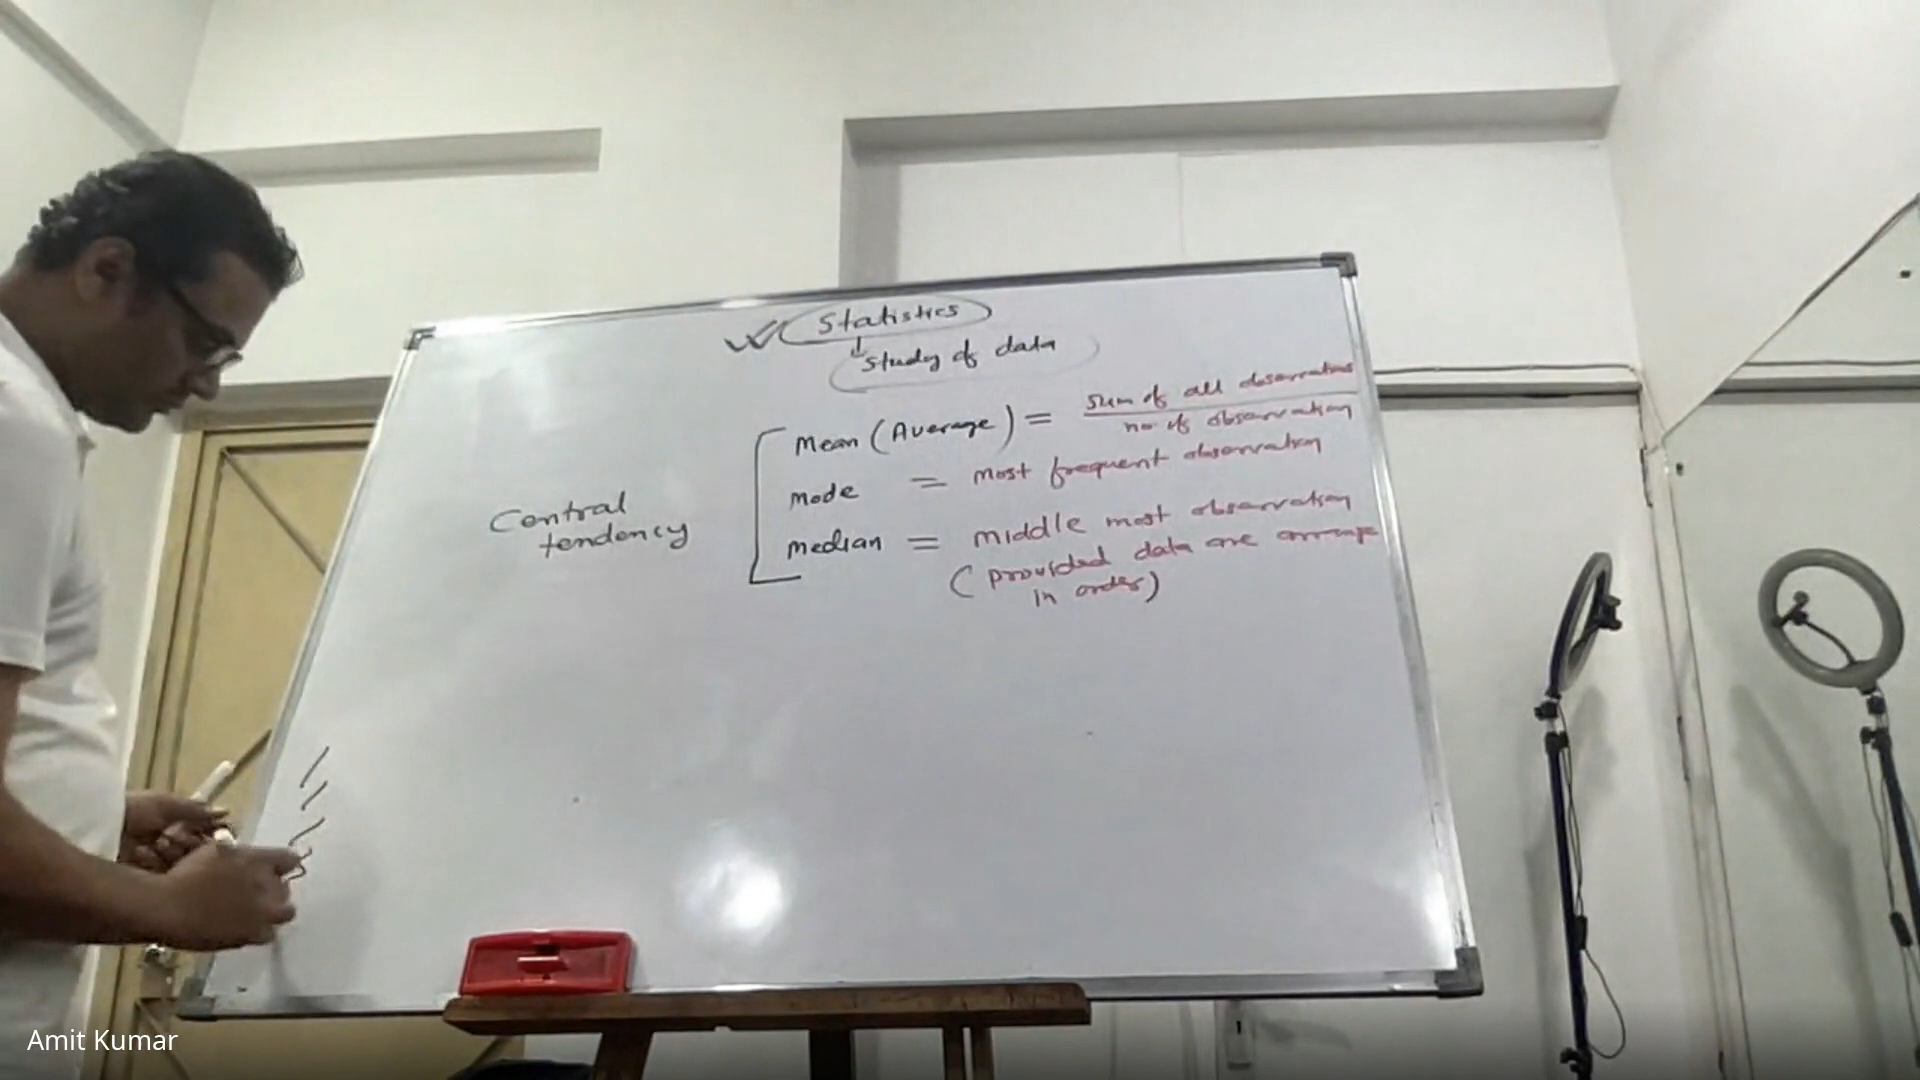 Statistics
Study of data
Mean (Average) = Sum of all observations
no. of observation
Mode = most frequent observation
Central
tendency
median = middle most observation
(provided data are arrange
in order)
Amit Kumar